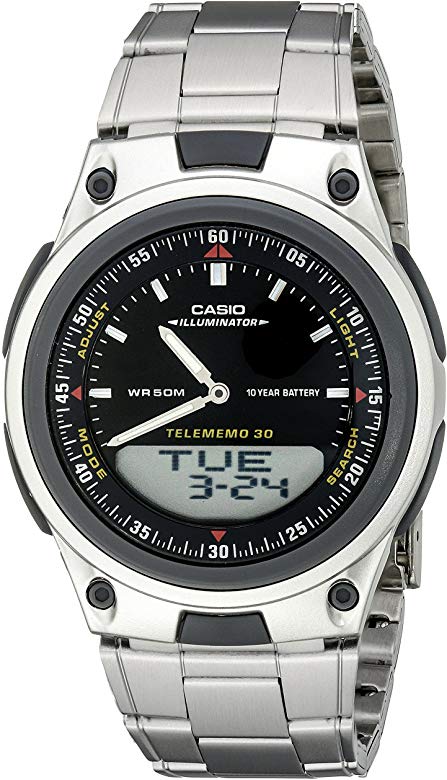 60
55
05
50
10
45
15
40
20
35
30
25
ADJUST
LIGHT
MODE
SEARCH
CASIO
ILLUMINATOR
WR50M
10 YEAR BATTERY
TELEMEMO 30
TUE
3-24